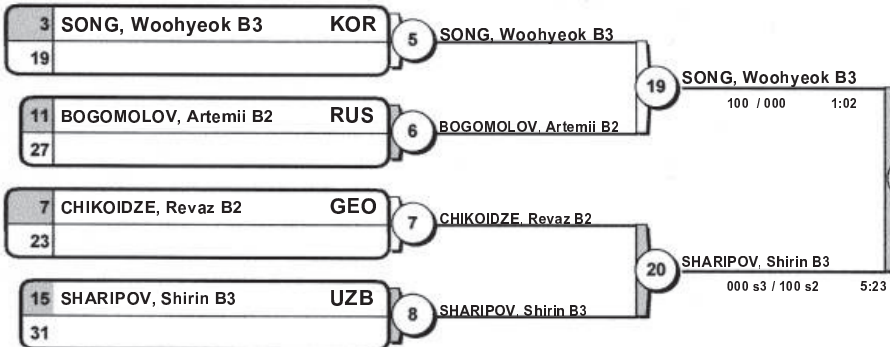 3 SONG, Woohyeok B3 KOR
19
5
SONG, Woohyeok B3
11 BOGOMOLOV, Artemii B2 RUS
27
6
BOGOMOLOV, Artemii B2
19
SONG, Woohyeok B3
100 / 000 1:02
7 CHIKOIDZE, Revaz B2 GEO
23
7
CHIKOIDZE, Revaz B2
15 SHARIPOV, Shirin B3 UZB
31
8
SHARIPOV, Shirin B3
20
SHARIPOV, Shirin B3
000 s3 / 100 s2 5:23